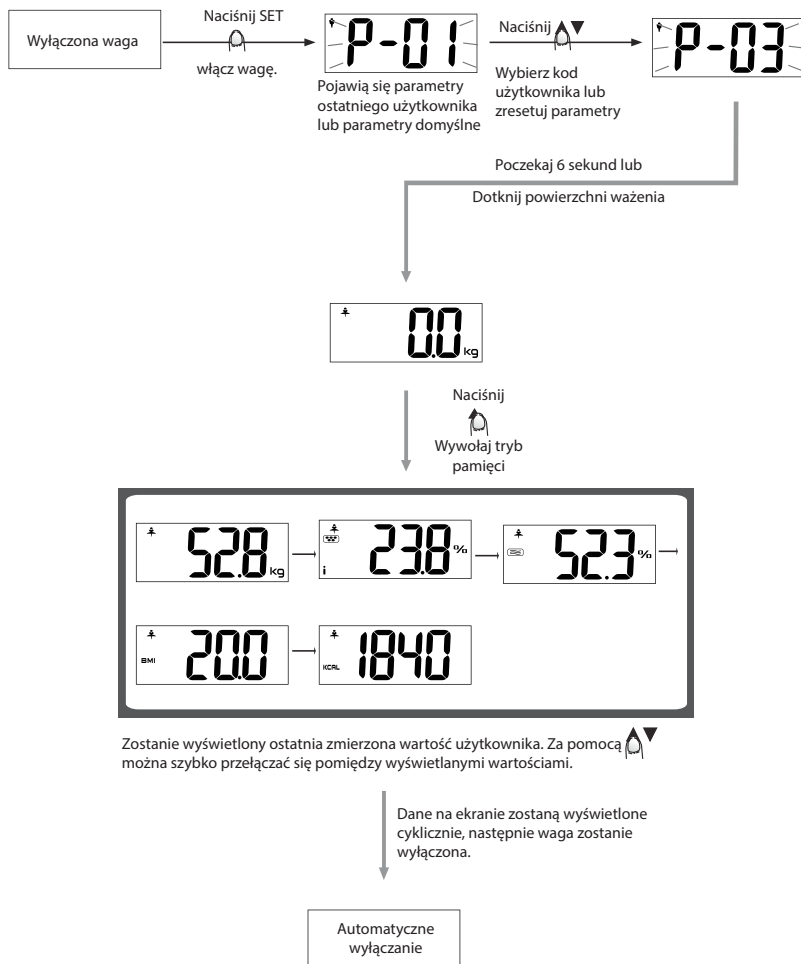 Wyłączona waga
Naciśnij SET
włącz wagę.
P-01
Pojawią się parametry
ostatniego użytkownika
lub parametry domyślne
Naciśnij
Wybierz kod
użytkownika lub
zresetuj parametry
P-03
Poczekaj 6 sekund lub
Dotknij powierzchni ważenia
0.0 kg
Naciśnij
Wywołaj tryb
pamięci
52.8 kg
i 23.8 %
52.3 %
BMI 20.0
KCAL 1840
Zostanie wyświetlony ostatnia zmierzona wartość użytkownika. Za pomocą
można szybko przełączać się pomiędzy wyświetlanymi wartościami.
Dane na ekranie zostaną wyświetlone
cyklicznie, następnie waga zostanie
wyłączona.
Automatyczne
wyłączanie